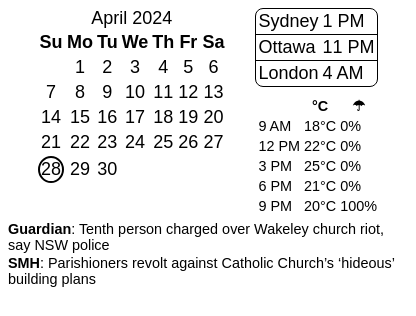 April 2024
Su Mo Tu We Th Fr Sa
1 2 3 4 5 6
7 8 9 10 11 12 13
14 15 16 17 18 19 20
21 22 23 24 25 26 27
28 29 30
Sydney 1 PM
Ottawa 11 PM
London 4 AM
°C ☂
9 AM 18°C 0%
12 PM 22°C 0%
3 PM 25°C 0%
6 PM 21°C 0%
9 PM 20°C 100%
Guardian: Tenth person charged over Wakeley church riot,
say NSW police
SMH: Parishioners revolt against Catholic Church’s ‘hideous’
building plans